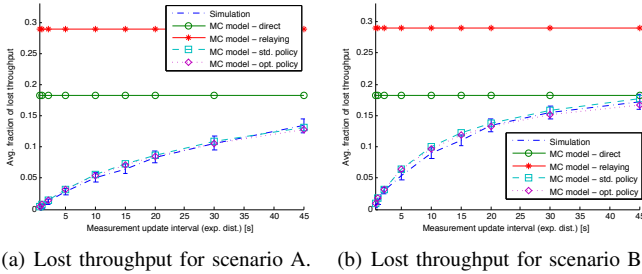 Avg. fraction of lost throughput
0.3
0.25
0.2
0.15
0.1
0.05
0
5 10 15 20 25 30 35 40 45
Measurement update interval (exp. dist.) [s]
Simulation
MC model – direct
MC model – relaying
MC model – std. policy
MC model – opt. policy
(a) Lost throughput for scenario A.
Avg. fraction of lost throughput
0.3
0.25
0.2
0.15
0.1
0.05
0
5 10 15 20 25 30 35 40 45
Measurement update interval (exp. dist.) [s]
Simulation
MC model – direct
MC model – relaying
MC model – std. policy
MC model – opt. policy
(b) Lost throughput for scenario B.